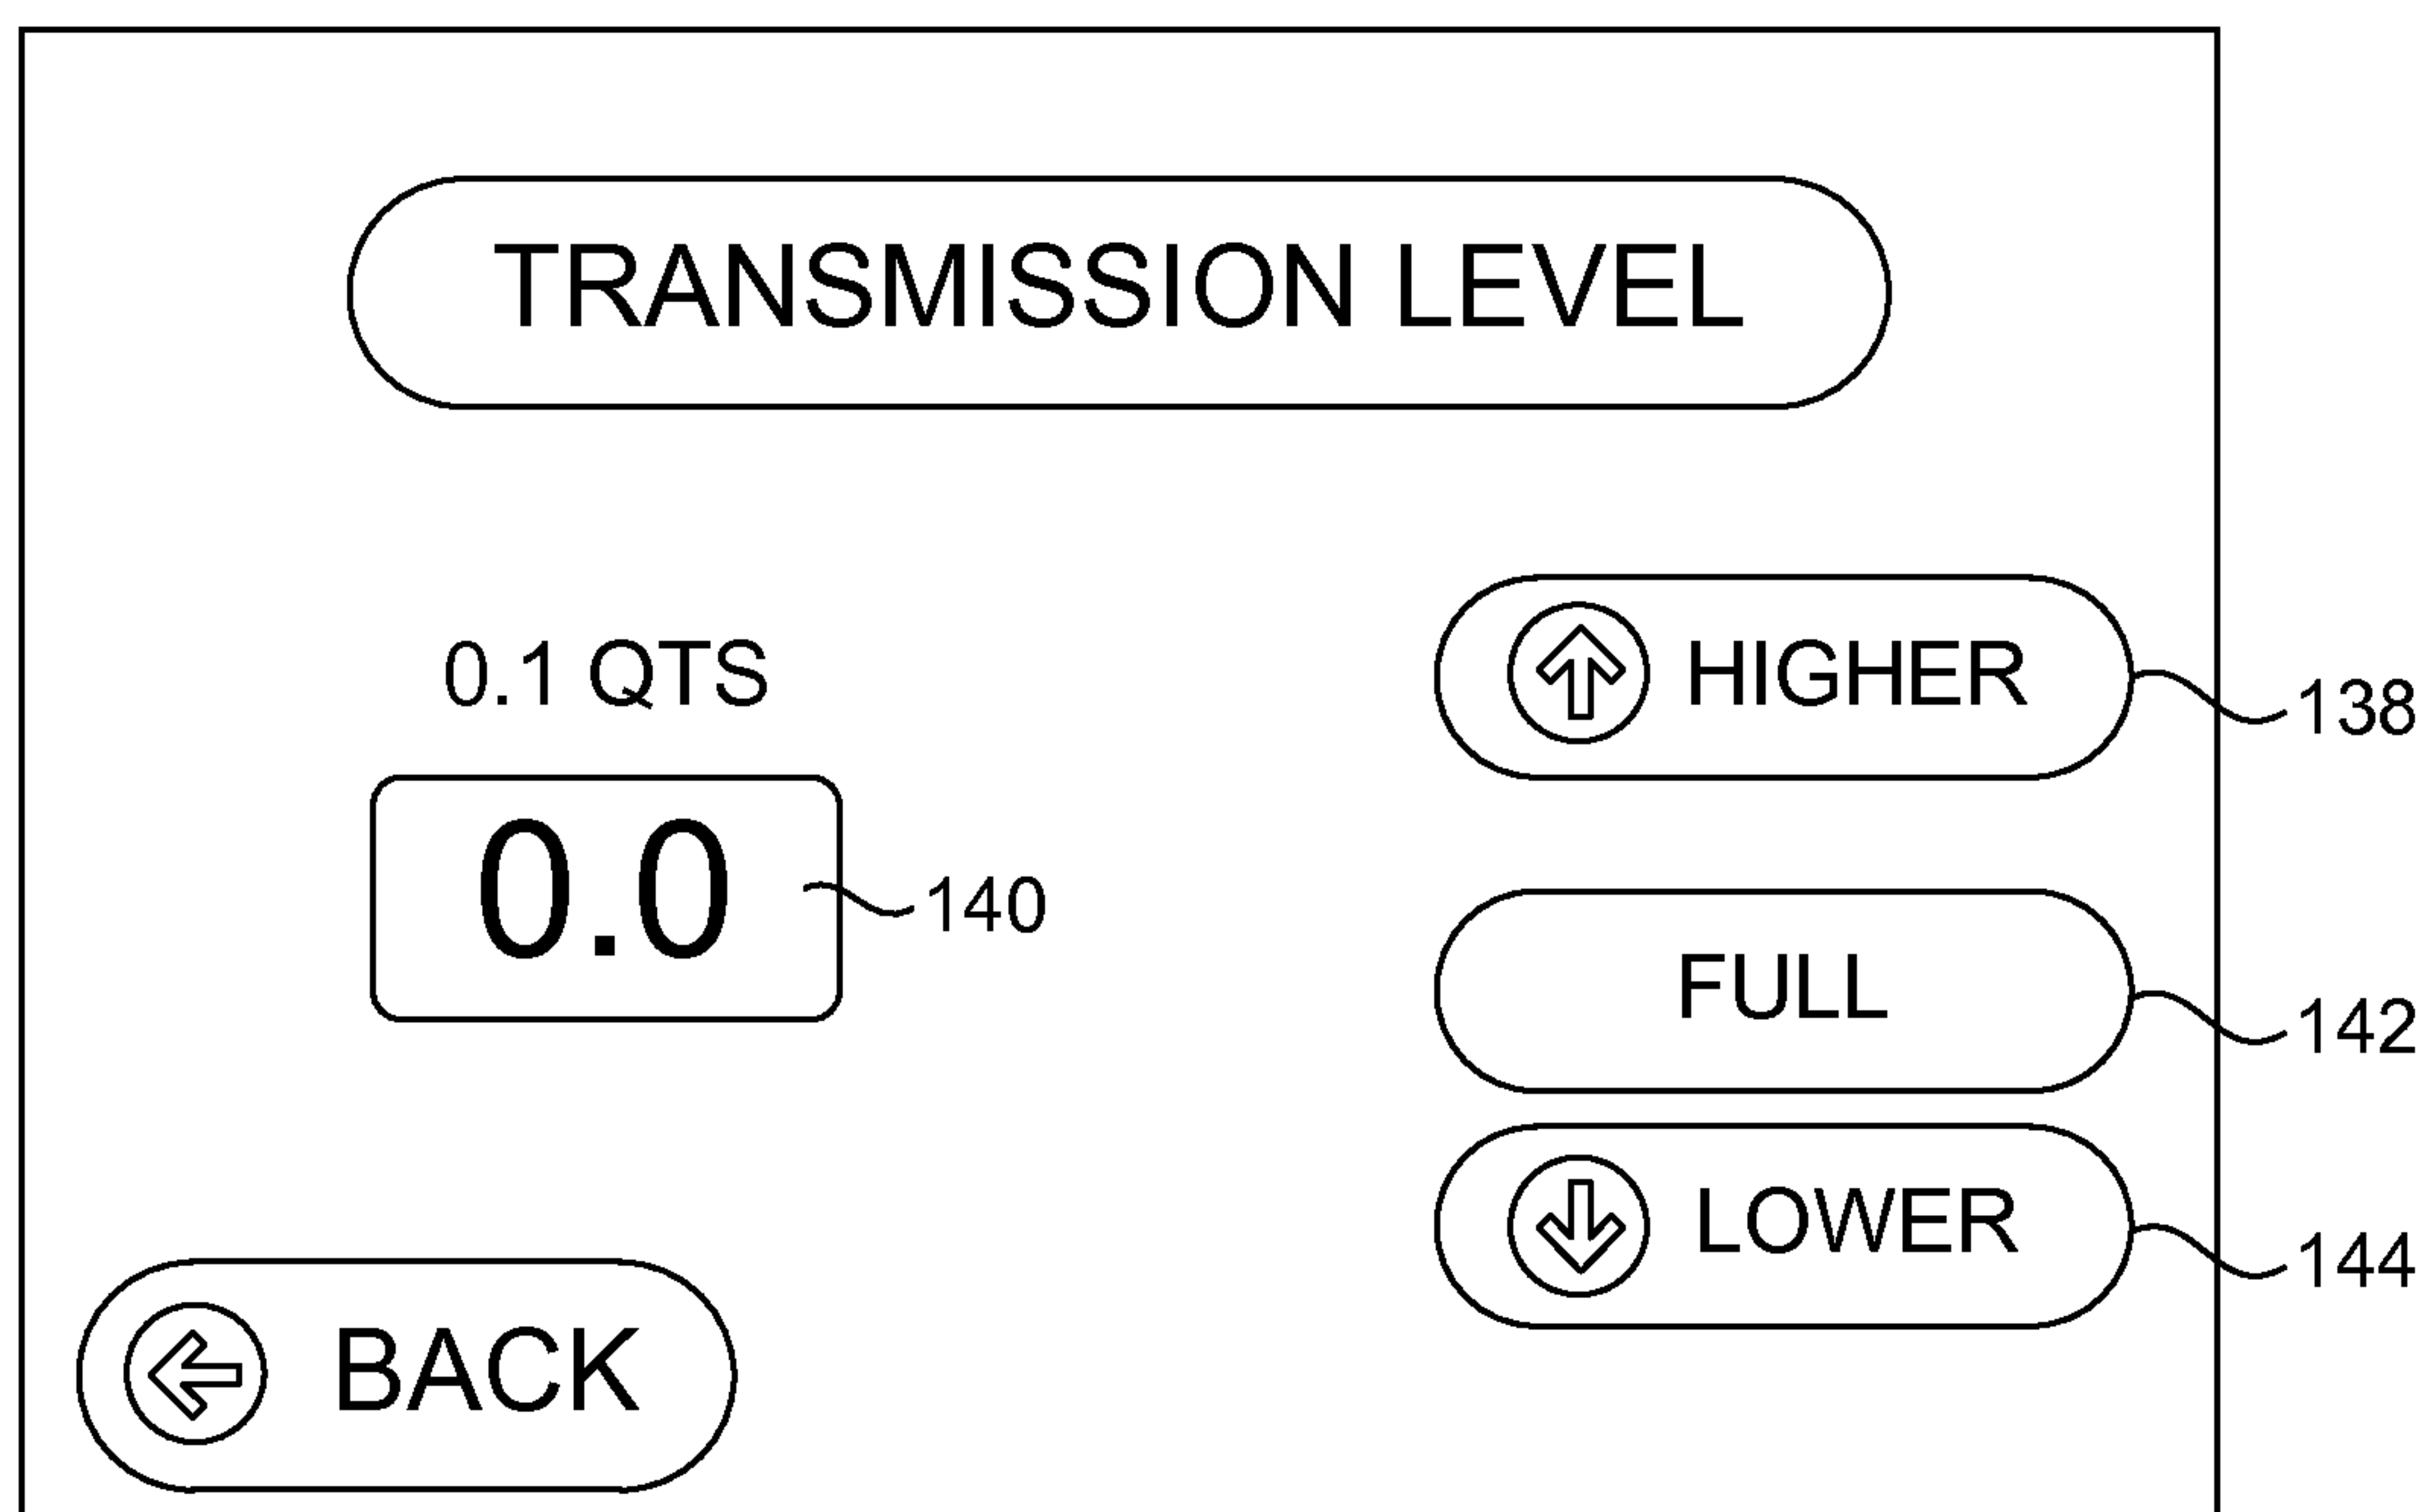 TRANSMISSION LEVEL
0.1 QTS
HIGHER
138
0.0
140
FULL
142
LOWER
144
BACK